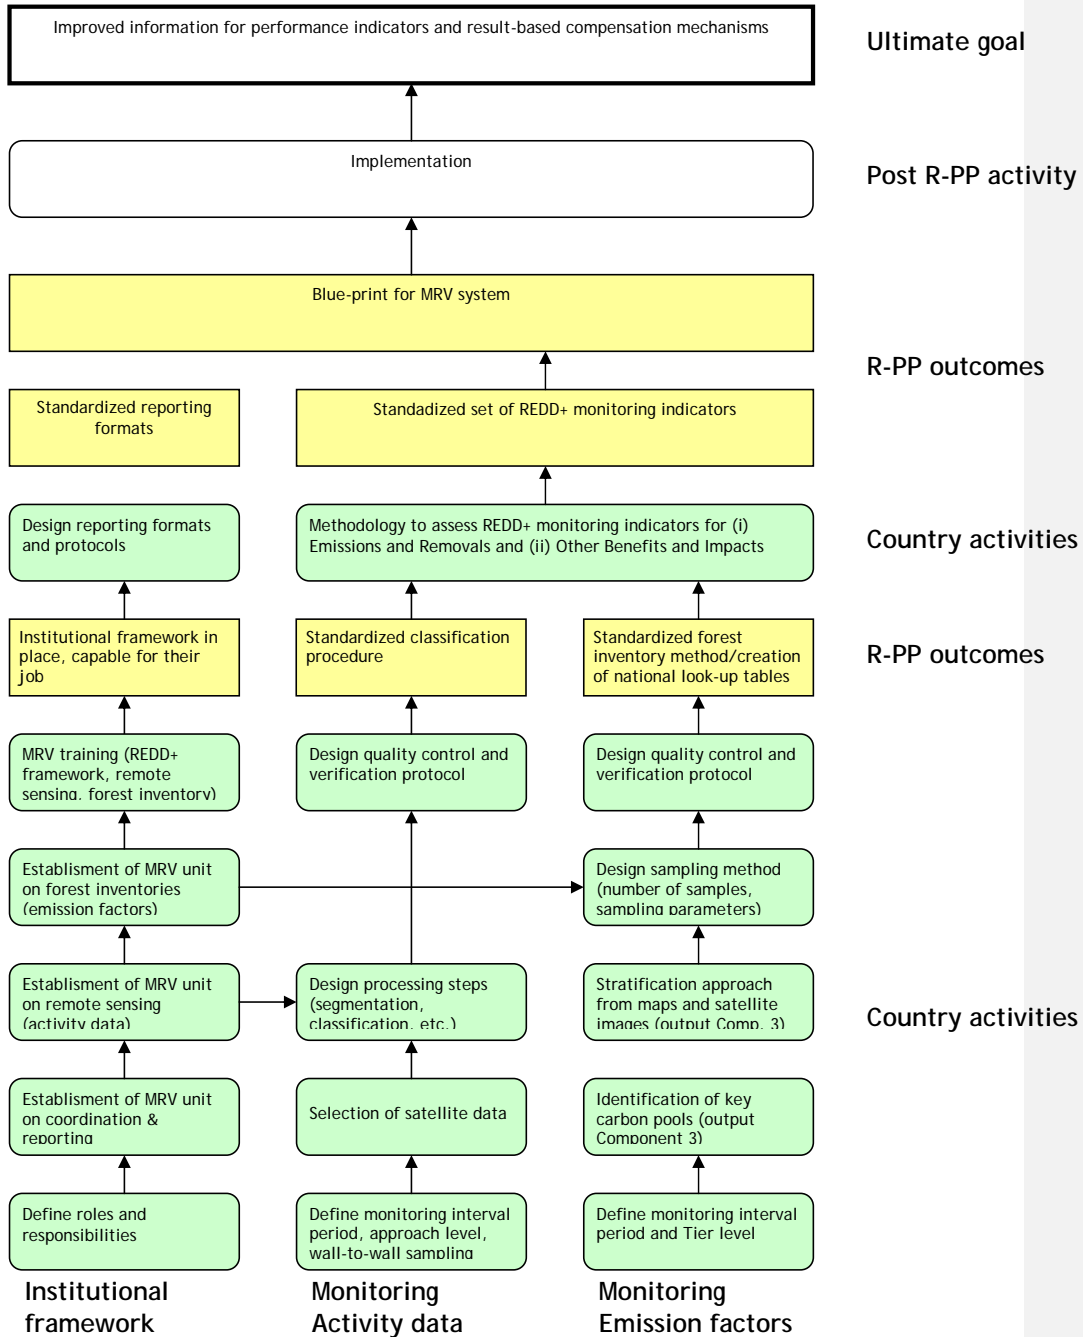 Improved information for performance indicators and result-based compensation mechanisms
Ultimate goal
Implementation
Post R-PP activity
Blue-print for MRV system
R-PP outcomes
Standardized reporting
formats
Standadized set of REDD+ monitoring indicators
Design reporting formats
and protocols
Methodology to assess REDD+ monitoring indicators for (i)
Emissions and Removals and (ii) Other Benefits and Impacts
Country activities
Institutional framework in
place, capable for their
job
Standardized classification
procedure
Standardized forest
inventory method/creation
of national look-up tables
R-PP outcomes
MRV training (REDD+
framework, remote
sensing, forest inventory)
Design quality control and
verification protocol
Design quality control and
verification protocol
Establisment of MRV unit
on forest inventories
(emission factors)
Design sampling method
(number of samples,
sampling parameters)
Establisment of MRV unit
on remote sensing
(activity data)
Design processing steps
(segmentation,
classification, etc.)
Stratification approach
from maps and satellite
images (output Comp. 3)
Country activities
Establisment of MRV unit
on coordination &
reporting
Selection of satellite data
Identification of key
carbon pools (output
Component 3)
Define roles and
responsibilities
Define monitoring interval
period, approach level,
wall-to-wall sampling
Define monitoring interval
period and Tier level
Institutional
framework
Monitoring
Activity data
Monitoring
Emission factors